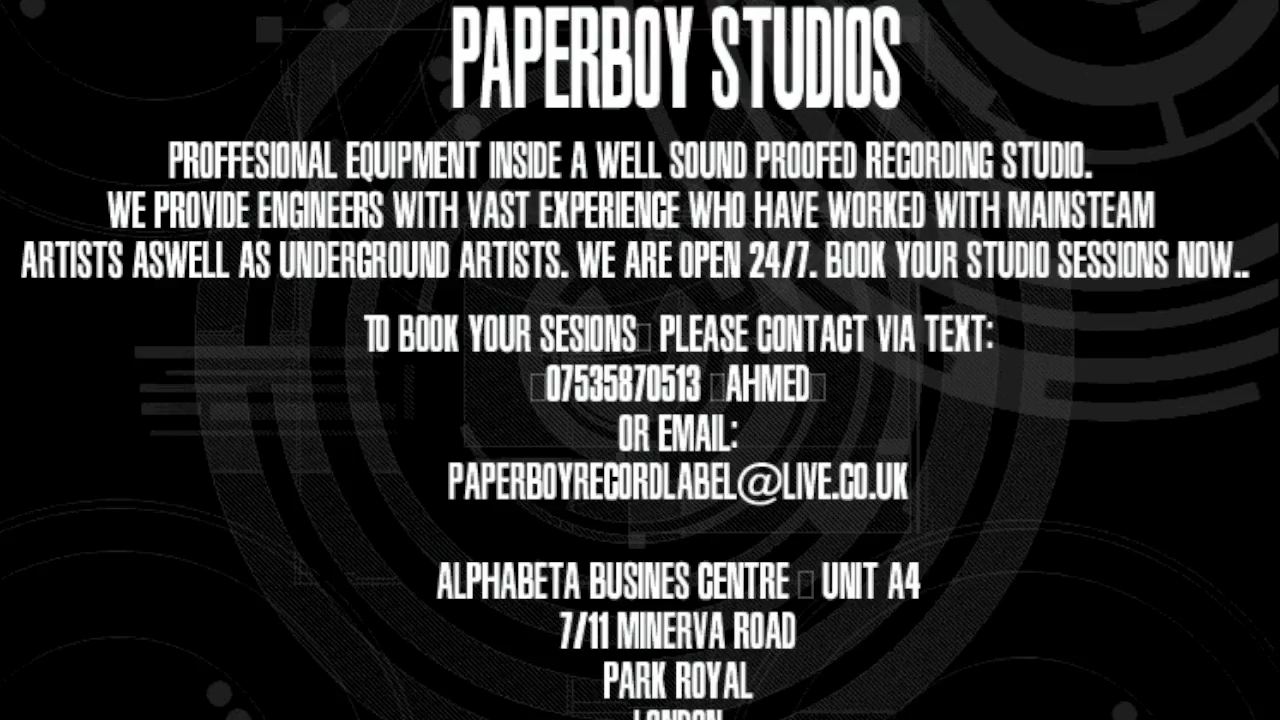 PAPERBOY STUDIOS
PROFFESIONAL EQUIPMENT INSIDE A WELL SOUND PROOFED RECORDING STUDIO.
WE PROVIDE ENGINEERS WITH VAST EXPERIENCE WHO HAVE WORKED WITH MAINSTEAM
ARTISTS ASWELL AS UNDERGROUND ARTISTS. WE ARE OPEN 24/7. BOOK YOUR STUDIO SESSIONS NOW..
TO BOOK YOUR SESIONS▯ PLEASE CONTACT VIA TEXT:
▯07535870513 ▯AHMED▯
OR EMAIL:
PAPERBOYRECORDLABEL@LIVE.CO.UK
ALPHABETA BUSINES CENTRE ▯ UNIT A4
7/11 MINERVA ROAD
PARK ROYAL
LONDON